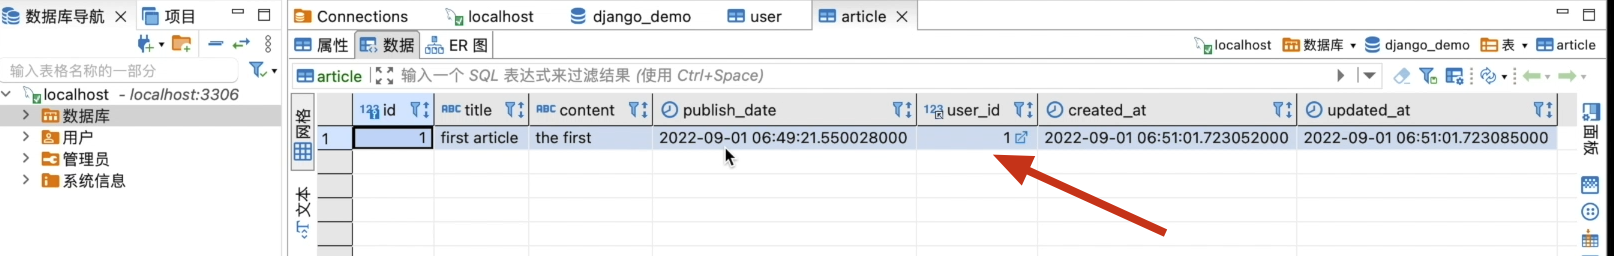 数据库导航 项目
Connections localhost django_demo user article
属性 数据 ER 图
localhost 数据库 django_demo 表 article
输入表格名称的一部分
article 输入一个 SQL 表达式来过滤结果 (使用 Ctrl+Space)
localhost - localhost:3306
数据库
用户
管理员
系统信息
网格
文本
123 id ABC title ABC content publish_date 123 user_id created_at updated_at
1 1 first article the first 2022-09-01 06:49:21.550028000 1 2022-09-01 06:51:01.723052000 2022-09-01 06:51:01.723085000
面板